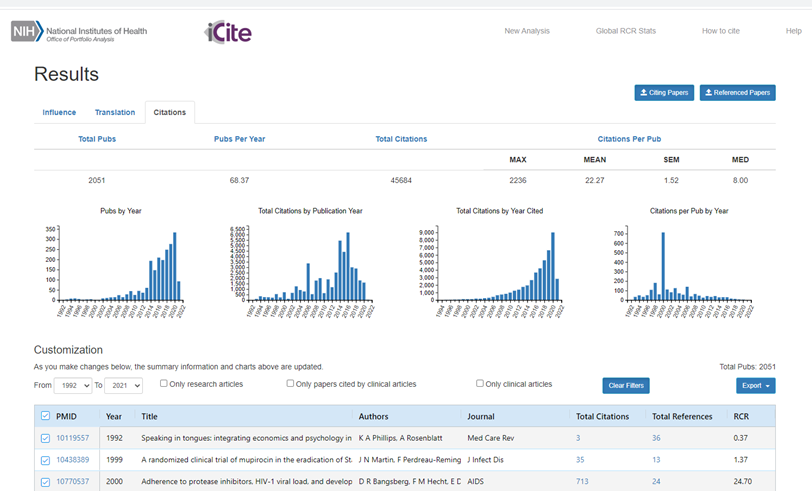 NIH National Institutes of Health
Office of Portfolio Analysis
iCite
New Analysis Global RCR Stats How to cite Help
Results
Citing Papers Referenced Papers
Influence Translation Citations
Total Pubs Pubs Per Year Total Citations Citations Per Pub
MAX MEAN SEM MED
2051 68.37 45684 2236 22.27 1.52 8.00
Pubs by Year Total Citations by Publication Year Total Citations by Year Cited Citations per Pub by Year
350
300
250
200
150
100
50
0
1992 1994 1996 1998 2000 2002 2004 2006 2008 2010 2012 2014 2016 2018 2020 2022
6,500
6,000
5,500
5,000
4,500
4,000
3,500
3,000
2,500
2,000
1,500
1,000
500
0
1992 1994 1996 1998 2000 2002 2004 2006 2008 2010 2012 2014 2016 2018 2020 2022
9,000
8,000
7,000
6,000
5,000
4,000
3,000
2,000
1,000
0
1994 1996 1998 2000 2002 2004 2006 2008 2010 2012 2014 2016 2018 2020 2022
700
600
500
400
300
200
100
0
1992 1994 1996 1998 2000 2002 2004 2006 2008 2010 2012 2014 2016 2018 2020 2022
Customization
As you make changes below, the summary information and charts above are updated. Total Pubs: 2051
From 1992 To 2021 Only research articles Only papers cited by clinical articles Only clinical articles Clear Filters Export
PMID Year Title Authors Journal Total Citations Total References RCR
10119557 1992 Speaking in tongues: integrating economics and psychology in K A Phillips, A Rosenblatt Med Care Rev 3 36 0.37
10438389 1999 A randomized clinical trial of mupirocin in the eradication of St. J N Martin, F Perdreau-Reming J Infect Dis 35 13 1.37
10770537 2000 Adherence to protease inhibitors, HIV-1 viral load, and develop D R Bangsberg, F M Hecht, E D AIDS 713 24 24.70